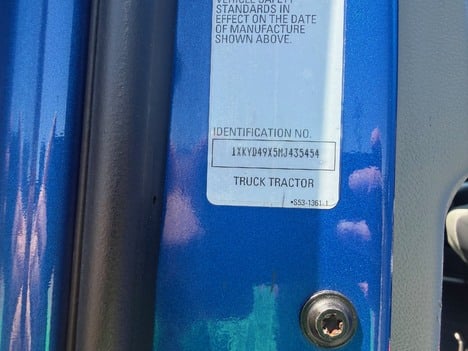 VEHICLE SAFETY
STANDARDS IN
EFFECT ON THE DATE
OF MANUFACTURE
SHOWN ABOVE.
IDENTIFICATION NO.
1XKYD49X5MJ435454
TRUCK TRACTOR
•S53-1361.1